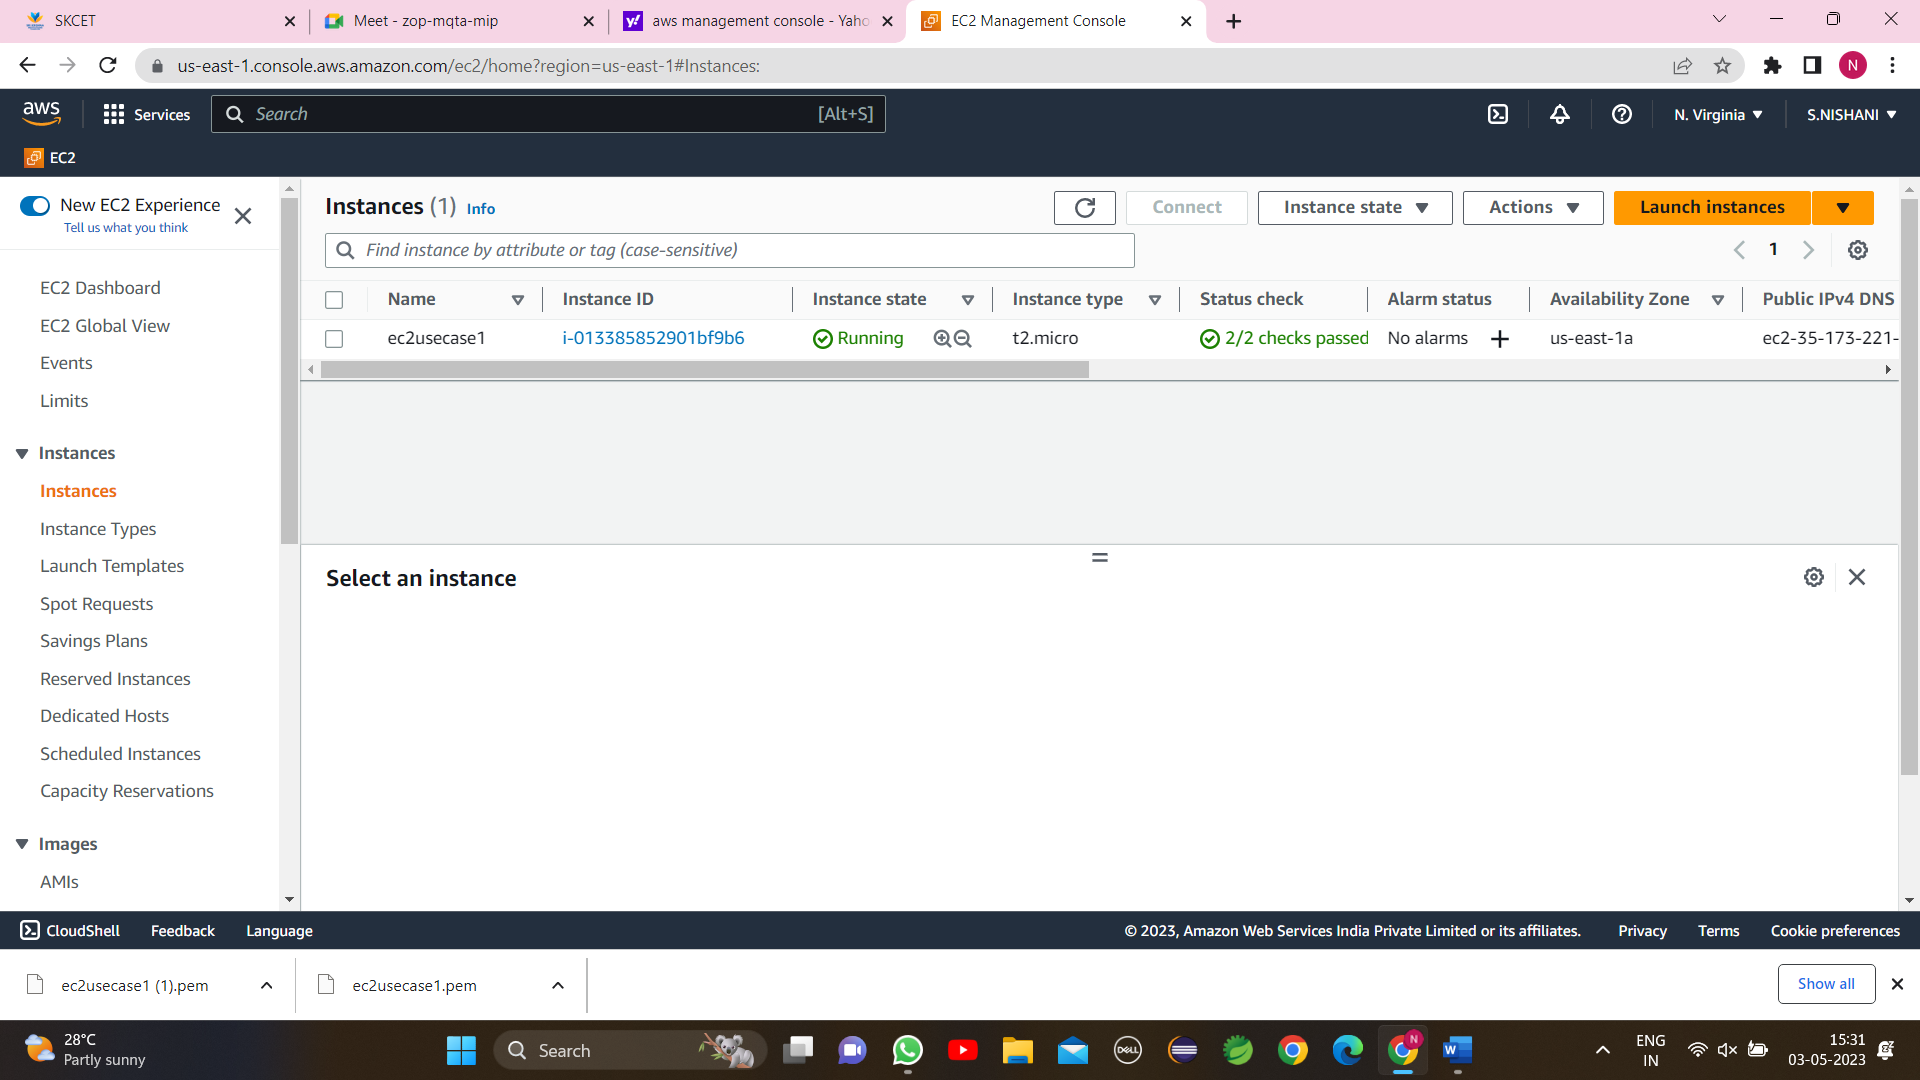 SKCET
Meet - zop-mqta-mip
aws management console - Yaho
EC2 Management Console
us-east-1.console.aws.amazon.com/ec2/home?region=us-east-1#Instances:
N
aws
Services
Search
[Alt+S]
N. Virginia
S.NISHANI
EC2
New EC2 Experience
Tell us what you think
EC2 Dashboard
EC2 Global View
Events
Limits
Instances
Instances
Instance Types
Launch Templates
Spot Requests
Savings Plans
Reserved Instances
Dedicated Hosts
Scheduled Instances
Capacity Reservations
Images
AMIs
Instances (1) Info
Connect
Instance state
Actions
Launch instances
Find instance by attribute or tag (case-sensitive)
1
Name Instance ID Instance state Instance type Status check Alarm status Availability Zone Public IPv4 DNS
ec2usecase1 i-013385852901bf9b6 Running t2.micro 2/2 checks passed No alarms + us-east-1a ec2-35-173-221-
Select an instance
CloudShell Feedback Language
© 2023, Amazon Web Services India Private Limited or its affiliates. Privacy Terms Cookie preferences
ec2usecase1 (1).pem
ec2usecase1.pem
Show all
28°C
Partly sunny
Search
DELL
N
W
ENG
IN
15:31
03-05-2023